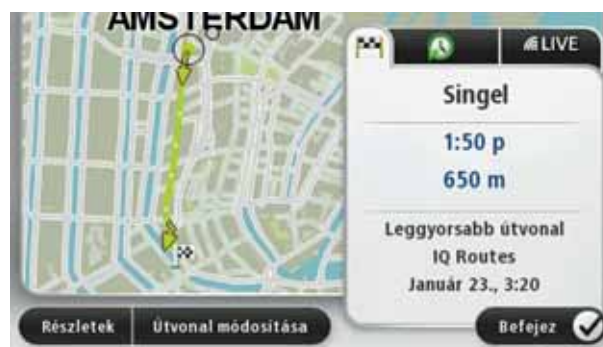 AMSTERDAM
LIVE
Singel
1:50 p
650 m
Leggyorsabb útvonal
IQ Routes
Január 23., 3:20
Részletek
Útvonal módosítása
Befejez